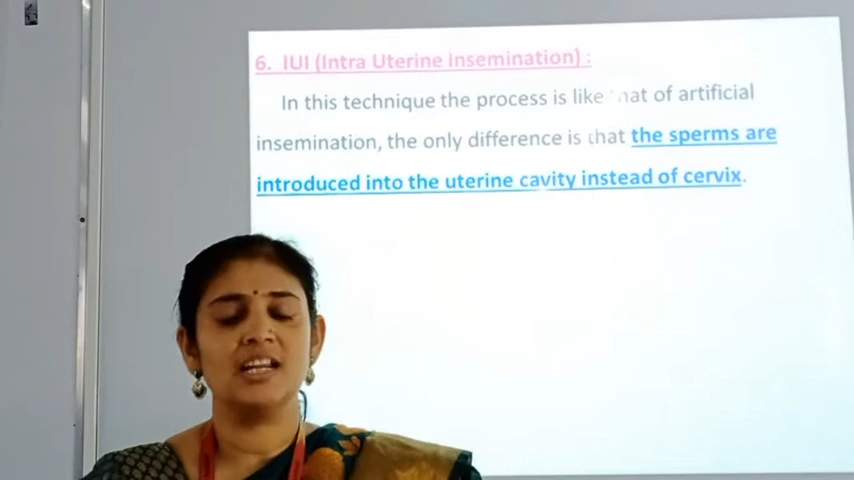 6. IUI (Intra Uterine Insemination) :
In this technique the process is like that of artificial
insemination, the only difference is that the sperms are
introduced into the uterine cavity instead of cervix.